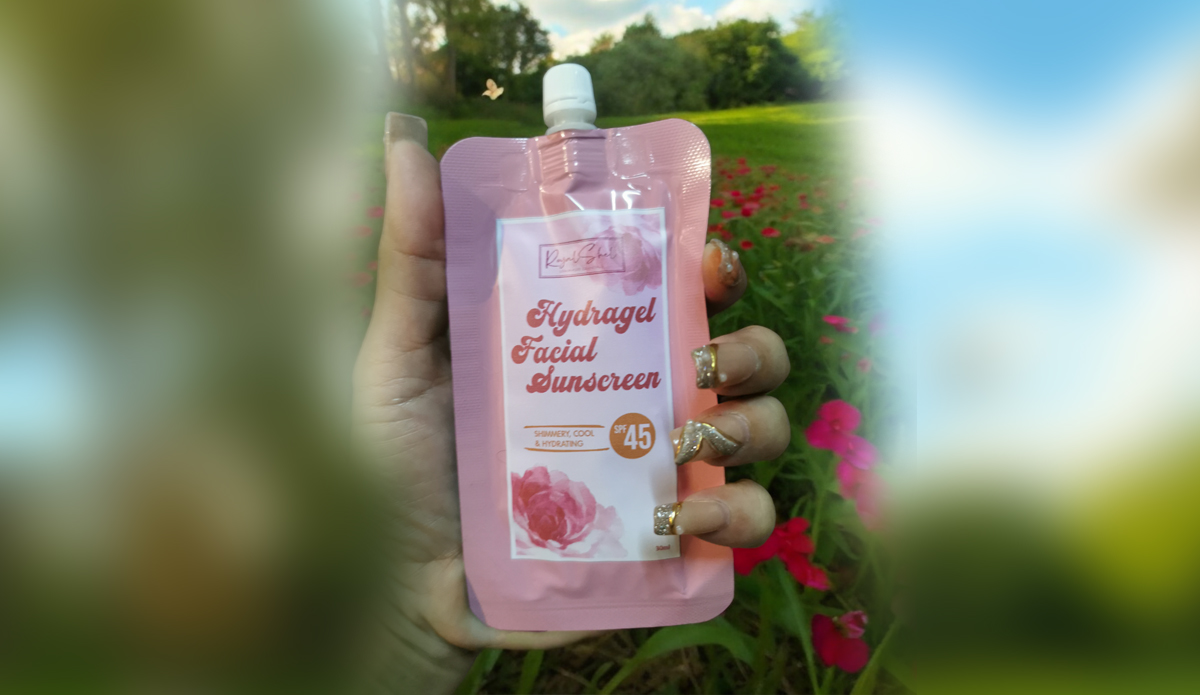 Hydragel
Facial
Sunscreen
SHIMMERY, COOL
& HYDRATING
SPF
45